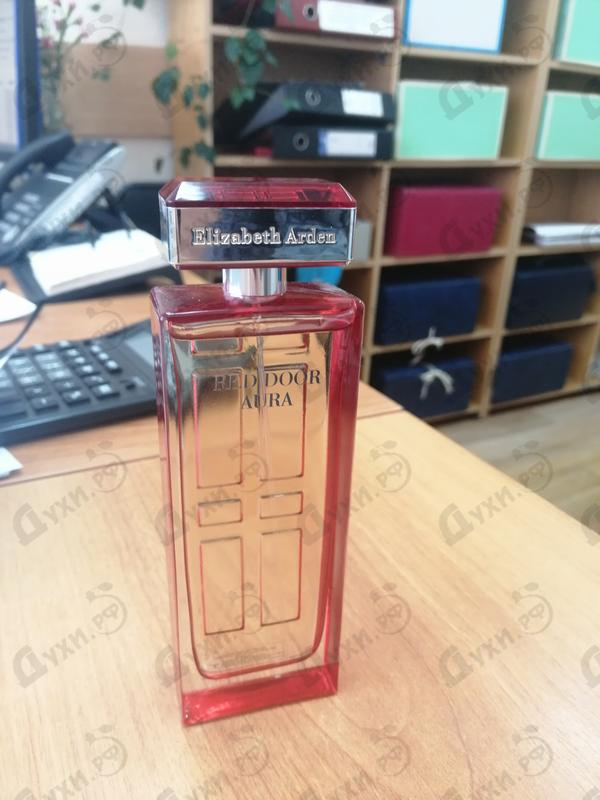 Elizabeth Arden
RED DOOR
AURA
Духи.РФ